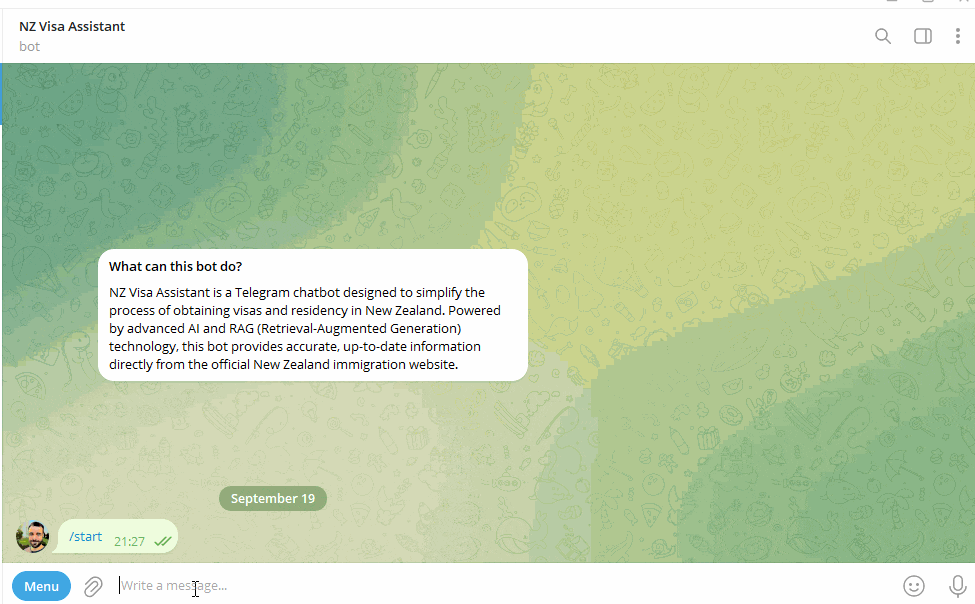 NZ Visa Assistant
bot
What can this bot do?
NZ Visa Assistant is a Telegram chatbot designed to simplify the
process of obtaining visas and residency in New Zealand. Powered
by advanced AI and RAG (Retrieval-Augmented Generation)
technology, this bot provides accurate, up-to-date information
directly from the official New Zealand immigration website.
September 19
/start 21:27
Menu Write a message...